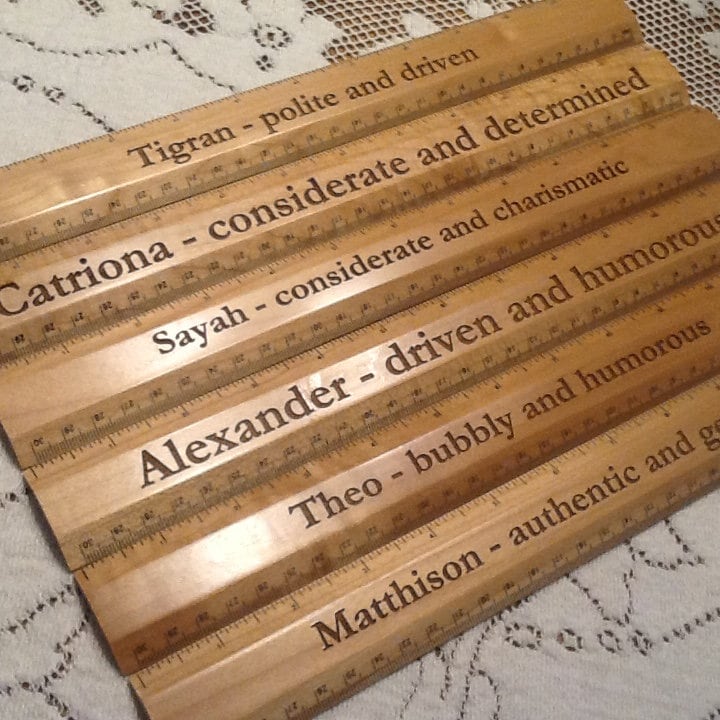 Tigran - polite and driven
Catriona - considerate and determined
Sayah - considerate and charismatic
Alexander - driven and humorous
Theo - bubbly and humorous
Matthison - authentic and